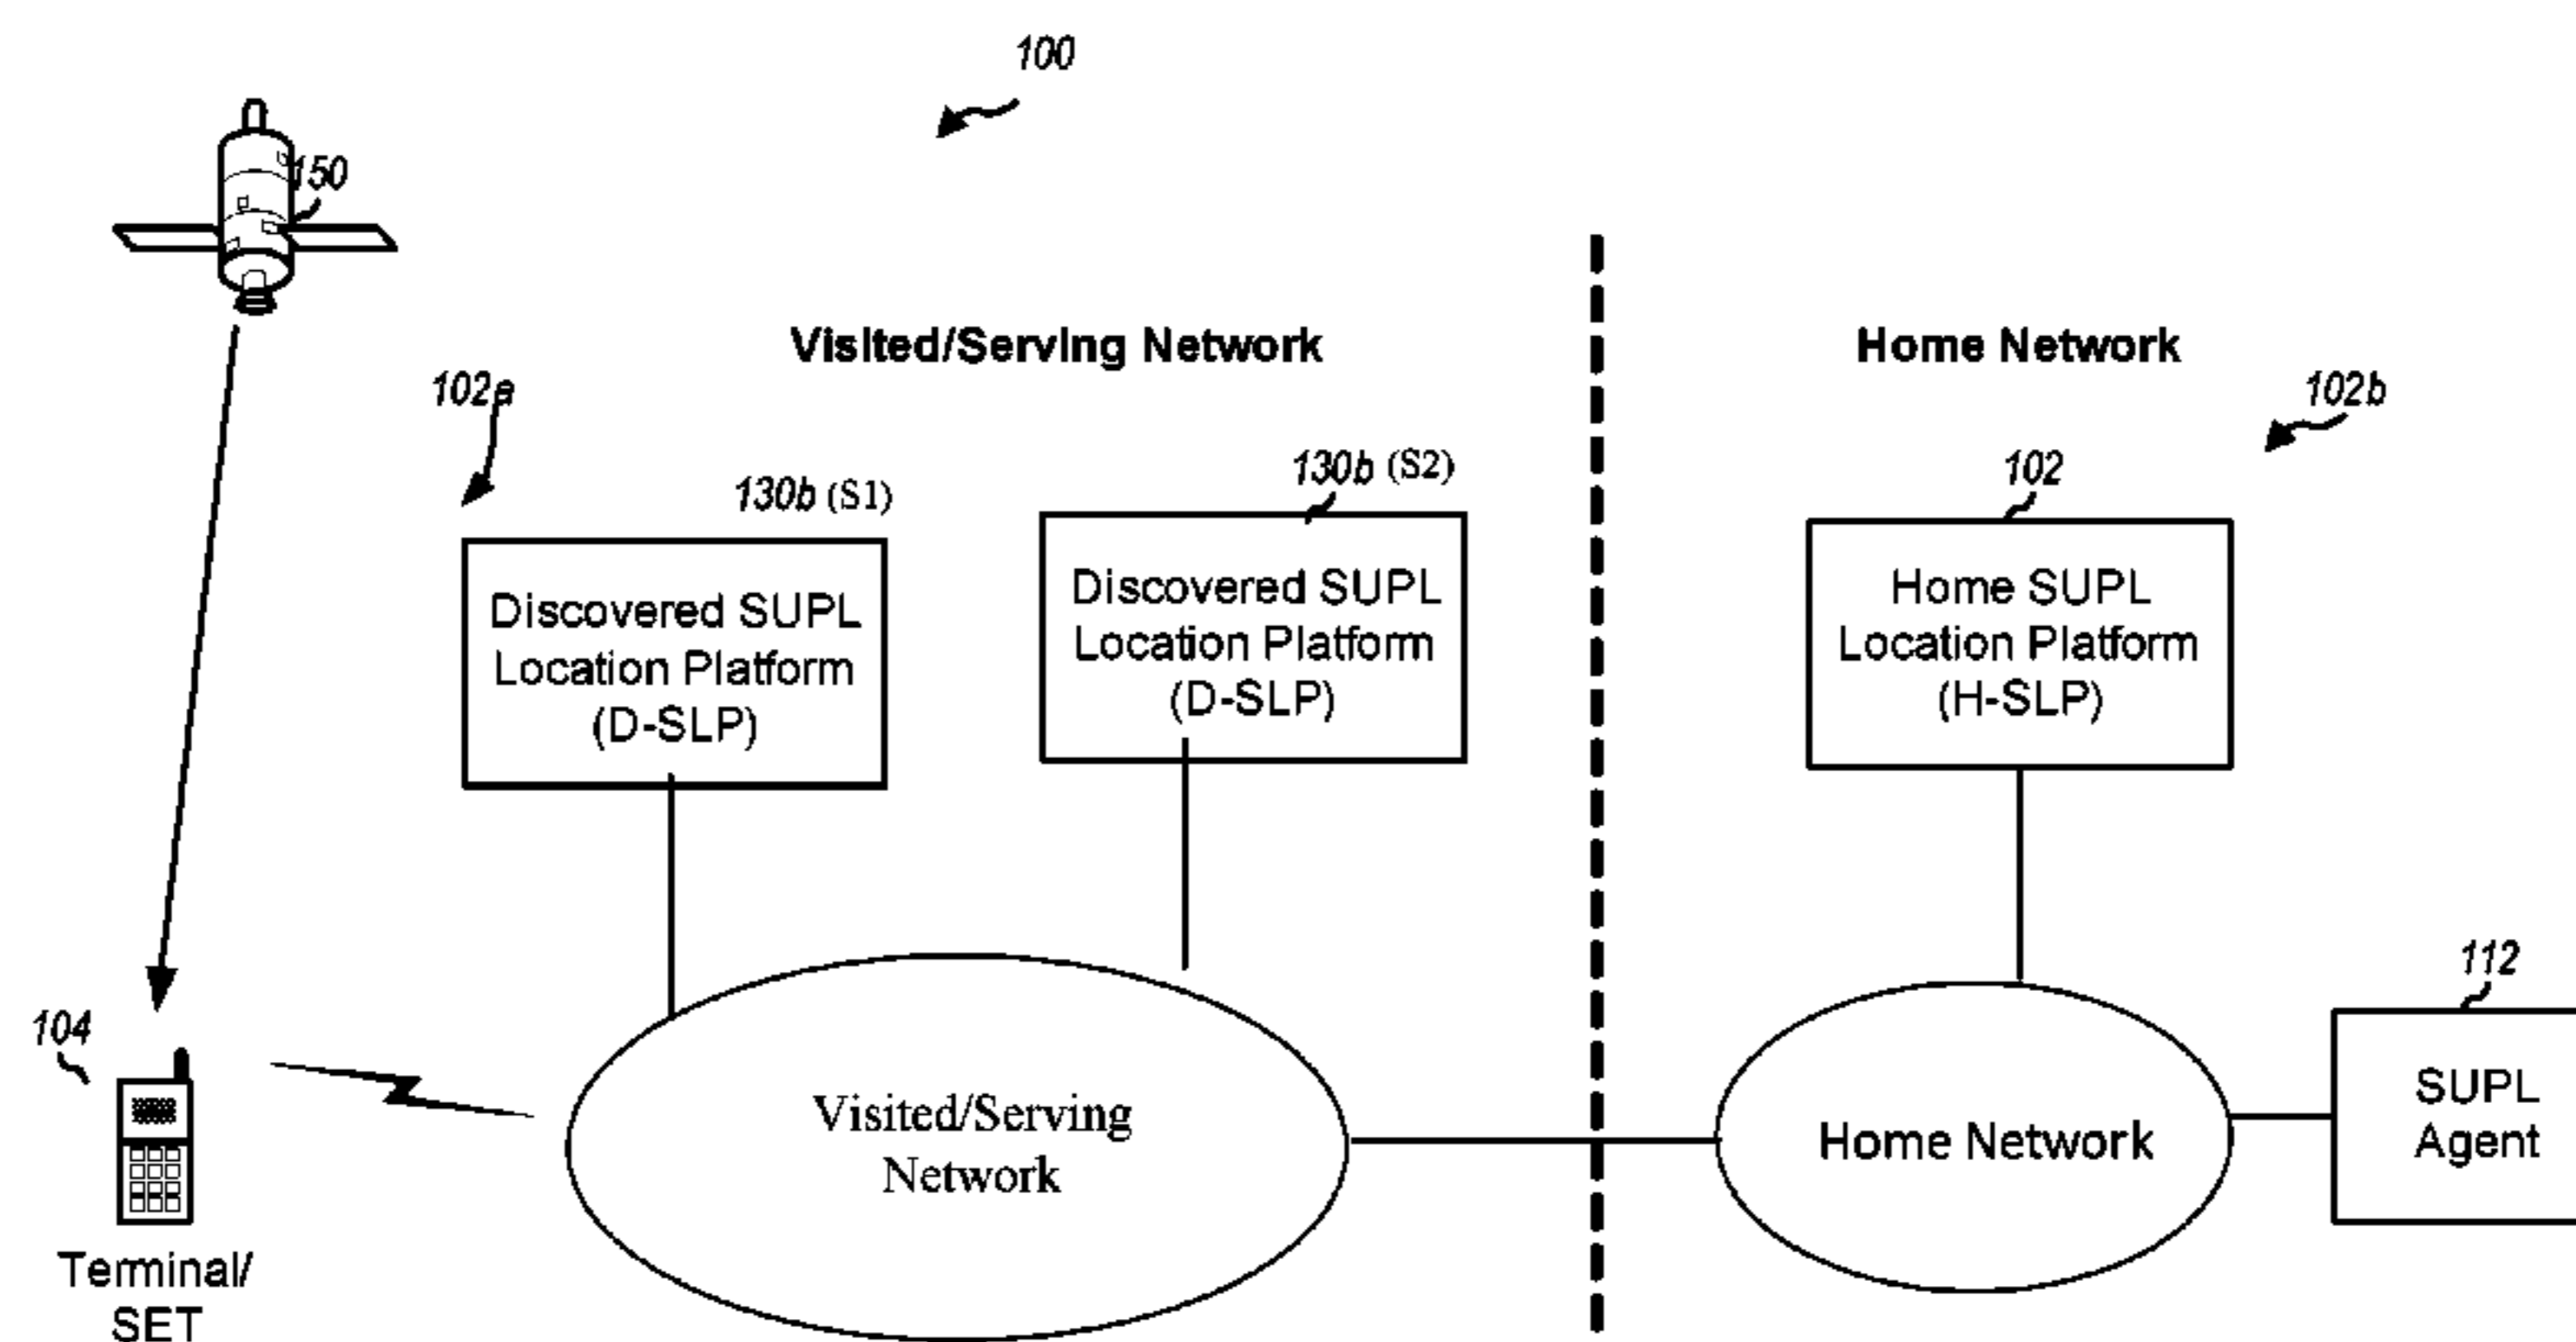 100
150
Visited/Serving Network
Home Network
102a
102b
130b (S1)
130b (S2)
102
Discovered SUPL
Location Platform
(D-SLP)
Discovered SUPL
Location Platform
(D-SLP)
Home SUPL
Location Platform
(H-SLP)
112
104
SUPL
Agent
Visited/Serving
Network
Home Network
Terminal/
SET